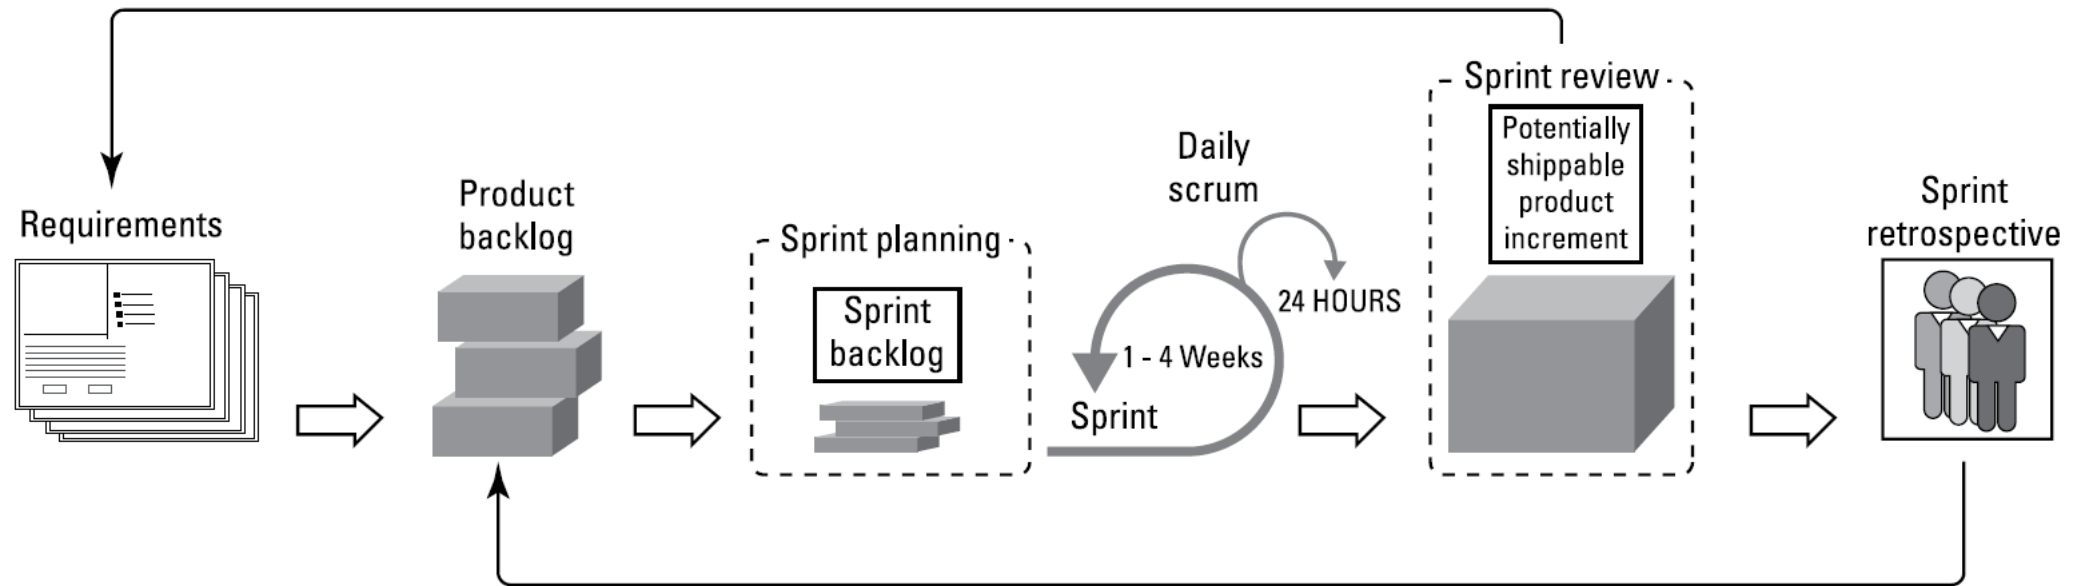 Requirements
Product
backlog
Sprint planning
Sprint
backlog
Daily
scrum
24 HOURS
1 - 4 Weeks
Sprint
Sprint review
Potentially
shippable
product
increment
Sprint
retrospective